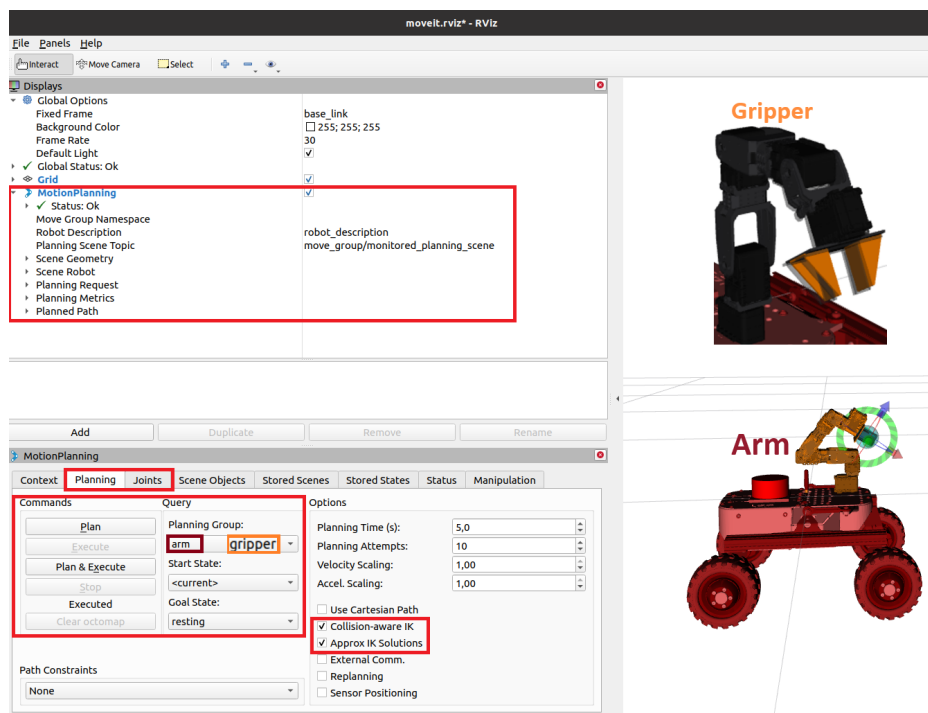 moveit.rviz* - RViz
File Panels Help
Interact Move Camera Select
Displays
Global Options
Fixed Frame base_link
Background Color 255; 255; 255
Frame Rate 30
Default Light
Global Status: Ok
Grid
MotionPlanning
Status: Ok
Move Group Namespace
Robot Description robot_description
Planning Scene Topic move_group/monitored_planning_scene
Scene Geometry
Scene Robot
Planning Request
Planning Metrics
Planned Path
Add Duplicate Remove Rename
MotionPlanning
Context Planning Joints Scene Objects Stored Scenes Stored States Status Manipulation
Commands
Plan
Execute
Plan & Execute
Stop
Executed
Clear octomap
Query
Planning Group:
arm gripper
Start State:
<current>
Goal State:
resting
Path Constraints
None
Options
Planning Time (s): 5,0
Planning Attempts: 10
Velocity Scaling: 1,00
Accel. Scaling: 1,00
Use Cartesian Path
Collision-aware IK
Approx IK Solutions
External Comm.
Replanning
Sensor Positioning
Gripper
Arm